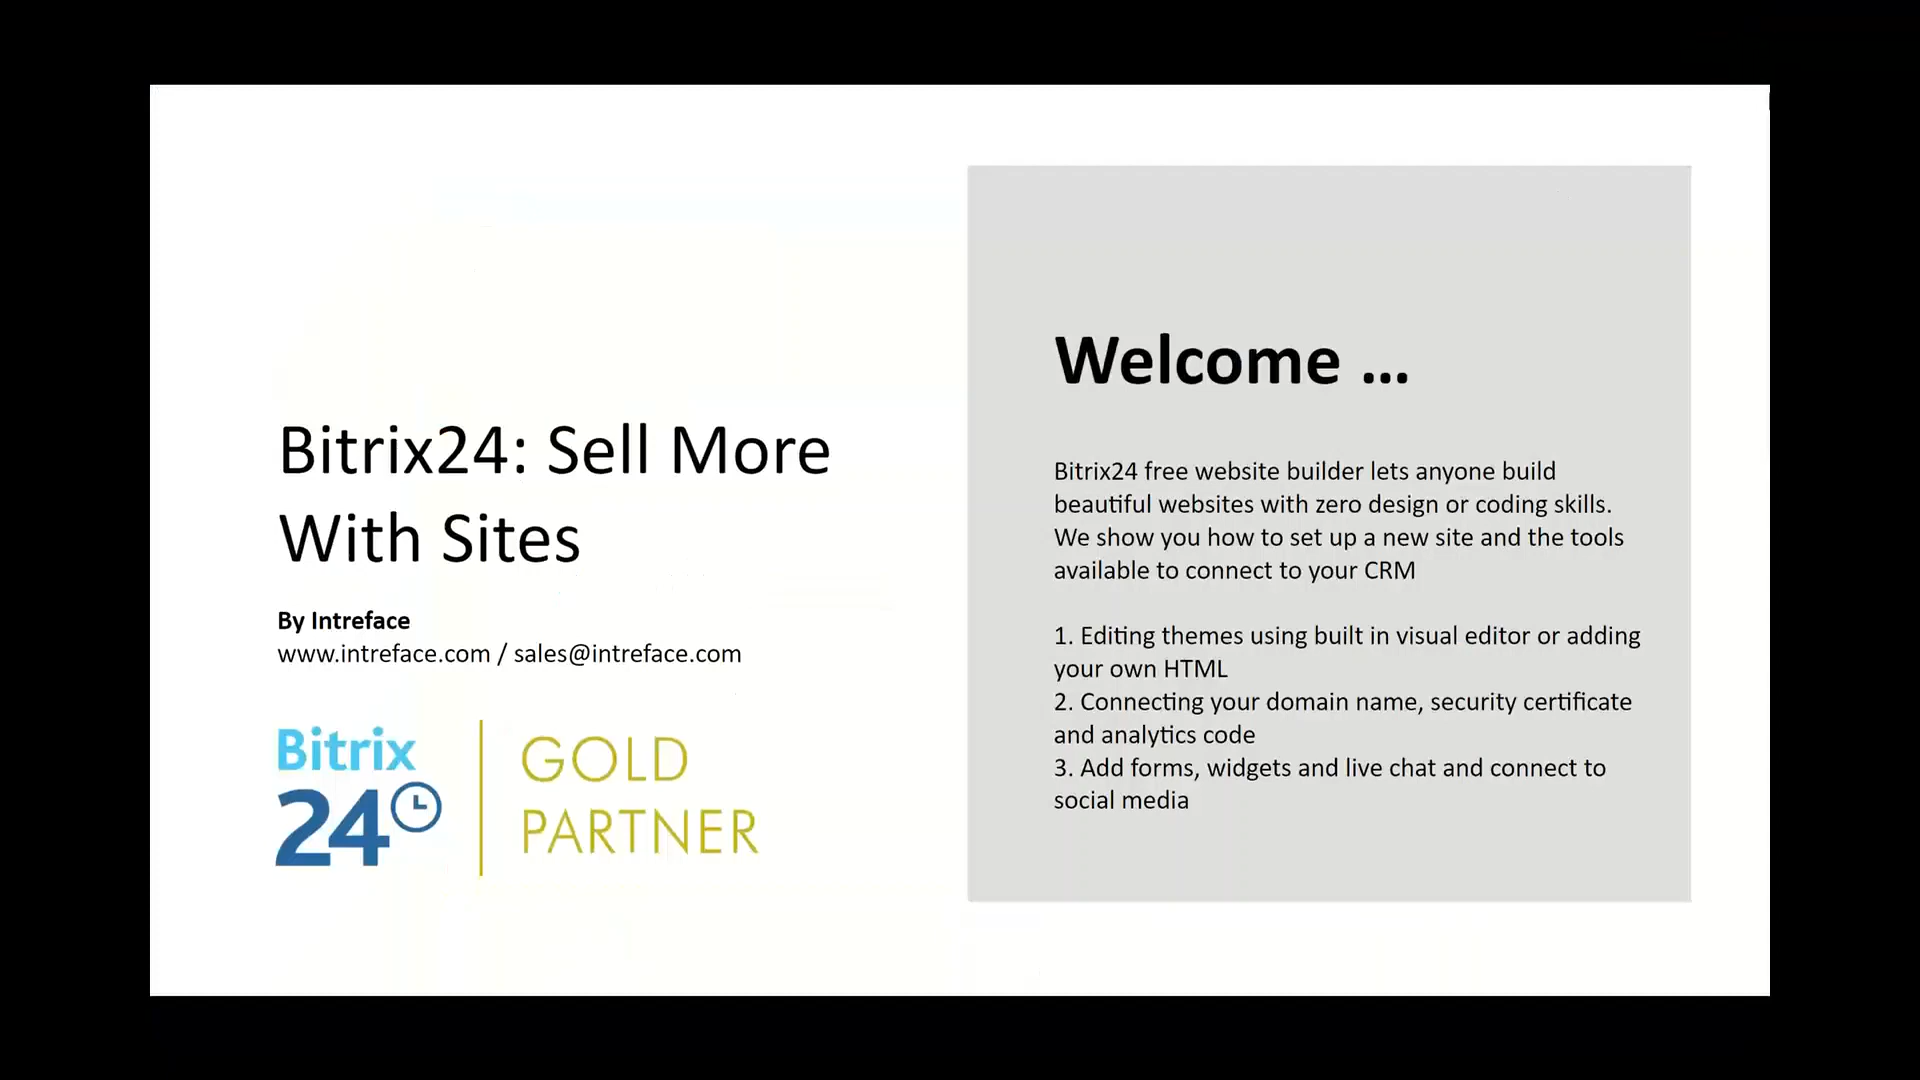 Bitrix24: Sell More
With Sites
By Intreface
www.intreface.com / sales@intreface.com
Bitrix
24
GOLD
PARTNER
Welcome ...
Bitrix24 free website builder lets anyone build
beautiful websites with zero design or coding skills.
We show you how to set up a new site and the tools
available to connect to your CRM
1. Editing themes using built in visual editor or adding
your own HTML
2. Connecting your domain name, security certificate
and analytics code
3. Add forms, widgets and live chat and connect to
social media